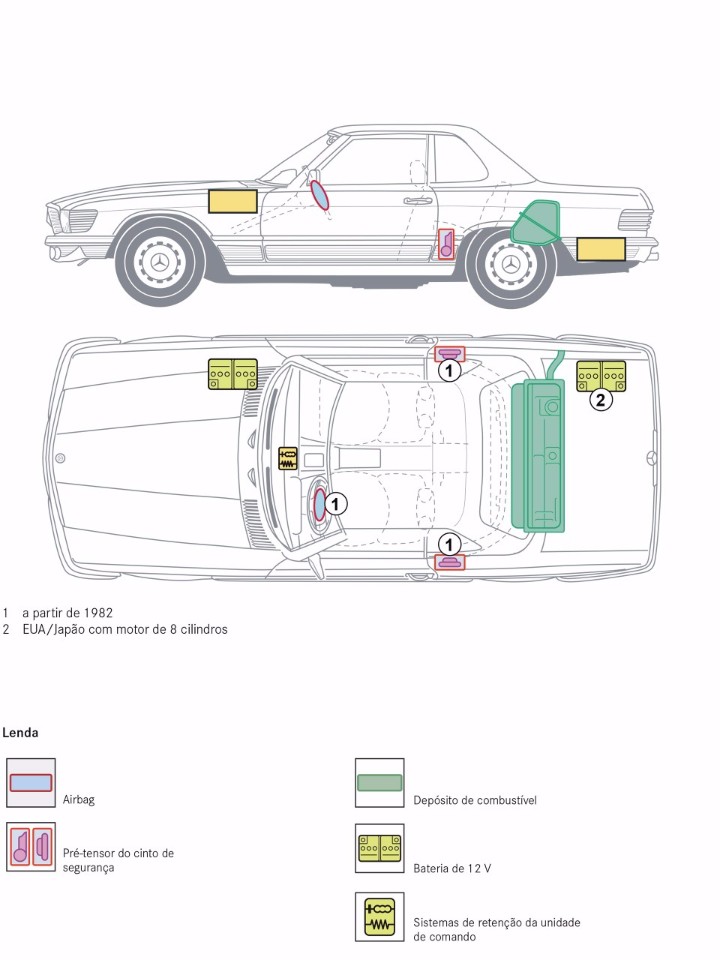 1
2
1
1
1 a partir de 1982
2 EUA/Japão com motor de 8 cilindros
Lenda
Airbag
Depósito de combustível
Pré-tensor do cinto de
segurança
Bateria de 12 V
Sistemas de retenção da unidade
de comando